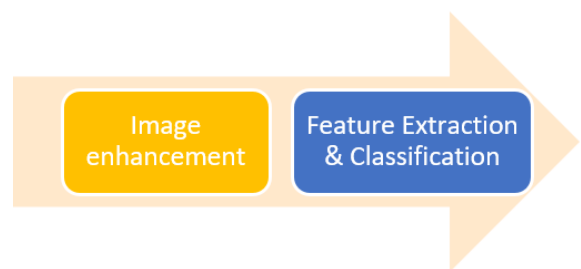 Image
enhancement
Feature Extraction
& Classification